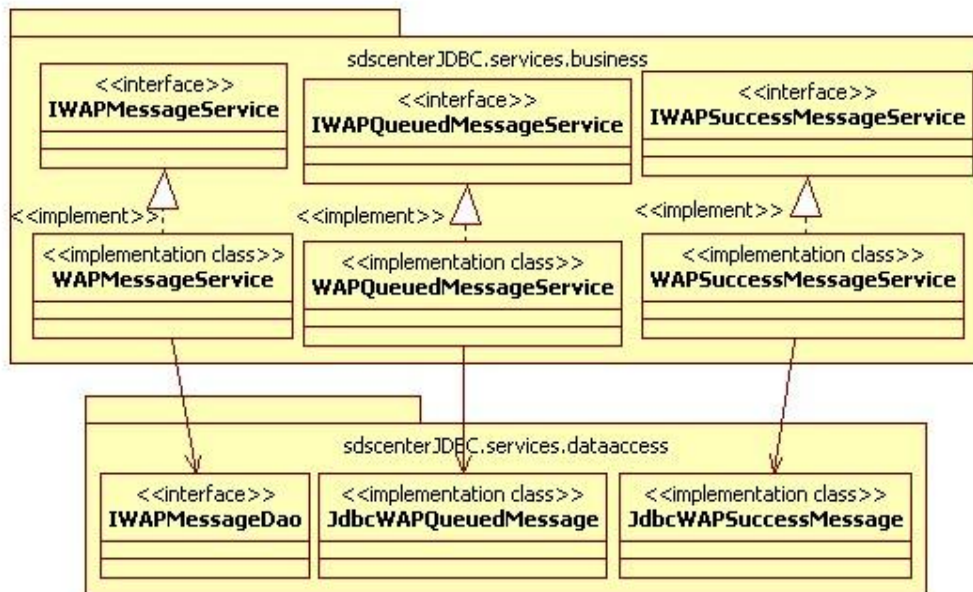 sdscenterJDBC.services.business
<<interface>>
IWAPMessageService
<<interface>>
IWAPQueuedMessageService
<<interface>>
IWAPSuccessMessageService
<<implement>>
<<implement>>
<<implement>>
<<implementation class>>
WAPMessageService
<<implementation class>>
WAPQueuedMessageService
<<implementation class>>
WAPSuccessMessageService
sdscenterJDBC.services.dataaccess
<<interface>>
IWAPMessageDao
<<implementation class>>
JdbcWAPQueuedMessage
<<implementation class>>
JdbcWAPSuccessMessage